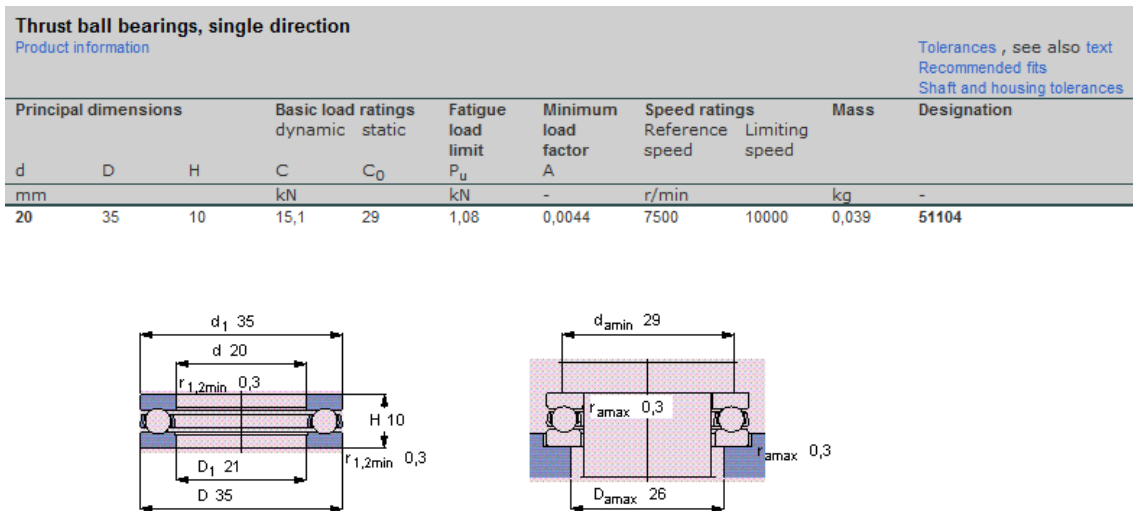 Thrust ball bearings, single direction
Product information
Tolerances , see also text
Recommended fits
Shaft and housing tolerances
Principal dimensions Basic load ratings Fatigue Minimum Speed ratings Mass Designation
dynamic static load load Reference Limiting
limit factor speed speed
d D H C C0 Pu A
mm kN kN - r/min kg -
20 35 10 15,1 29 1,08 0,0044 7500 10000 0,039 51104
d1 35
d 20
r1,2min 0,3
H 10
r1,2min 0,3
D1 21
D 35
damin 29
ramax 0,3
ramax 0,3
Damax 26